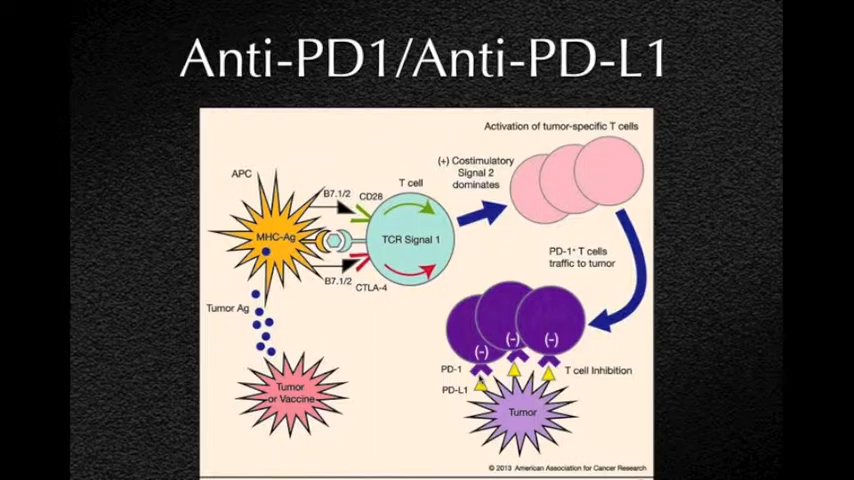 Anti-PD1/Anti-PD-L1
Activation of tumor-specific T cells
(+) Costimulatory
Signal 2
dominates
APC
T cell
B7.1/2
CD28
MHC-Ag
TCR Signal 1
B7.1/2
CTLA-4
PD-1⁺ T cells
traffic to tumor
Tumor Ag
(-)
(-)
(-)
PD-1
T cell Inhibition
PD-L1
Tumor
or Vaccine
Tumor
© 2013 American Association for Cancer Research